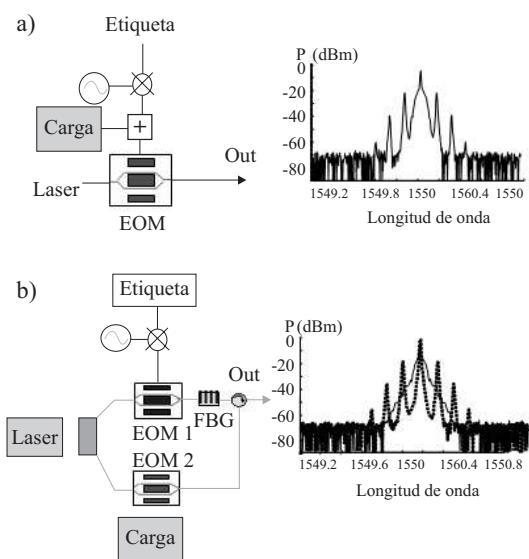 a)
Etiqueta
Carga
+
Laser
EOM
Out
P (dBm)
0
-20
-40
-60
-80
1549.2 1549.8 1550 1560.4 1550
Longitud de onda
b)
Etiqueta
Laser
EOM 1
FBG
Out
EOM 2
Carga
P (dBm)
0
-20
-40
-60
-80
1549.2 1549.6 1550 1560.4 1550.8
Longitud de onda